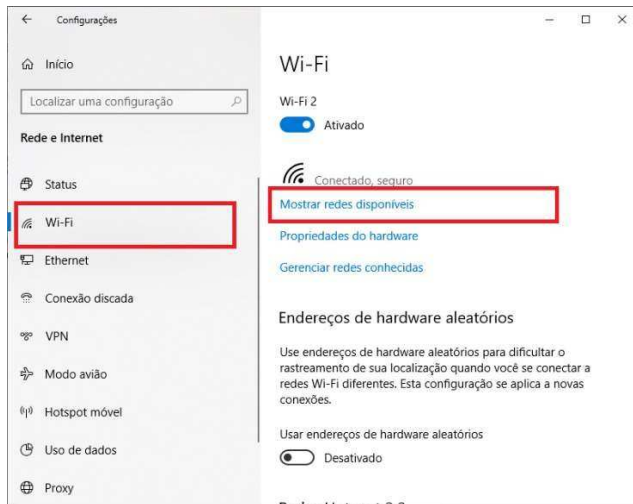 Configurações
Início
Localizar uma configuração
Rede e Internet
Status
Wi-Fi
Ethernet
Conexão discada
VPN
Modo avião
Hotspot móvel
Uso de dados
Proxy
Wi-Fi
Wi-Fi 2
Ativado
Conectado, seguro
Mostrar redes disponíveis
Propriedades do hardware
Gerenciar redes conhecidas
Endereços de hardware aleatórios
Use endereços de hardware aleatórios para dificultar o
rastreamento de sua localização quando você se conectar a
redes Wi-Fi diferentes. Esta configuração se aplica a novas
conexões.
Usar endereços de hardware aleatórios
Desativado